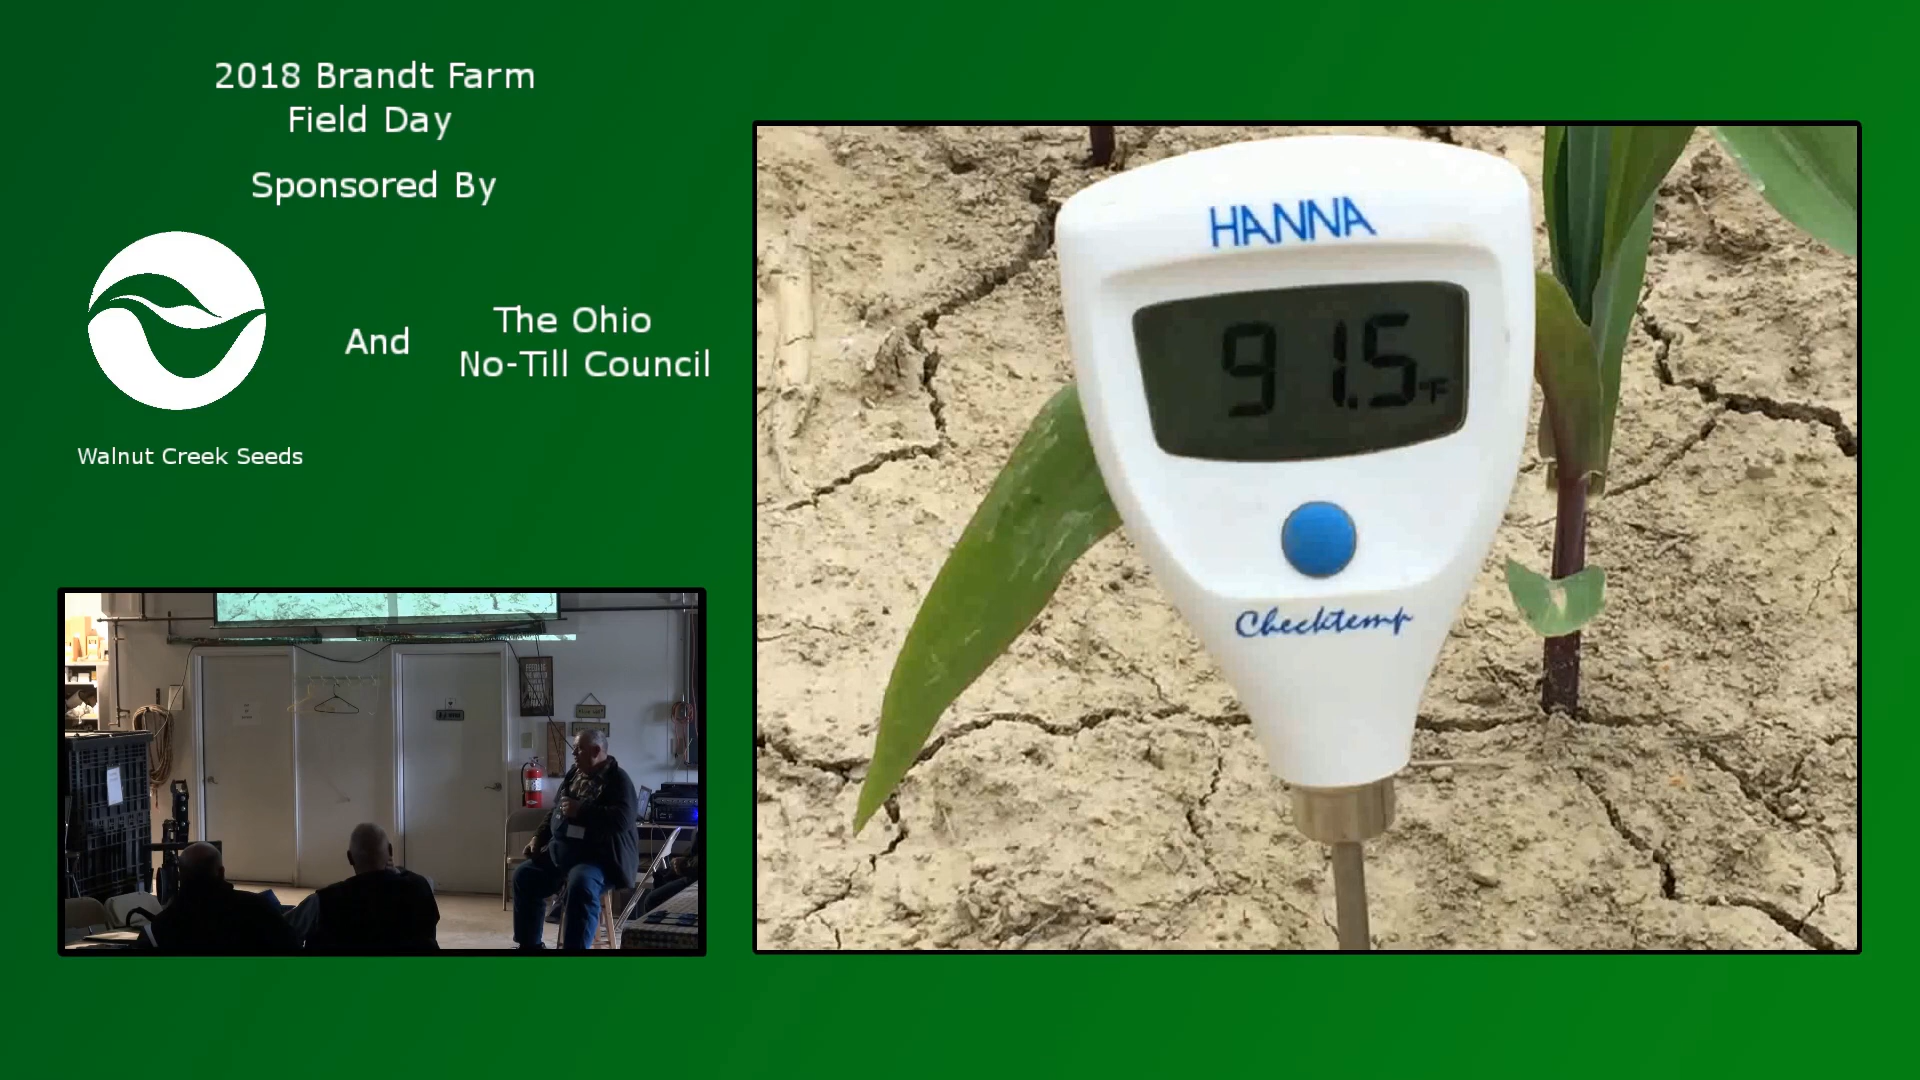 2018 Brandt Farm
Field Day
Sponsored By
And
The Ohio
No-Till Council
Walnut Creek Seeds
HANNA
91.5°F
Checktemp